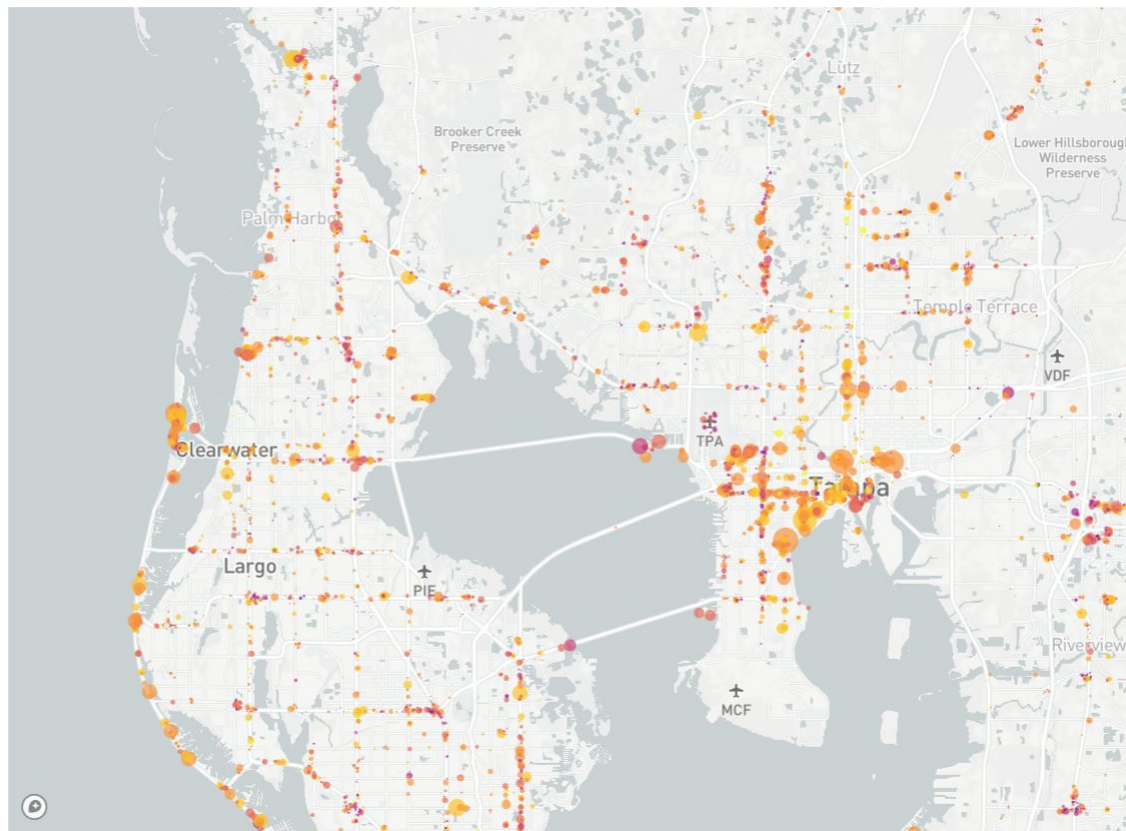 Lutz
Brooker Creek
Preserve
Lower Hillsborough
Wilderness
Preserve
Palm Harbor
Temple Terrace
VDF
TPA
Clearwater
Tampa
Largo
PIE
Riverview
MCF